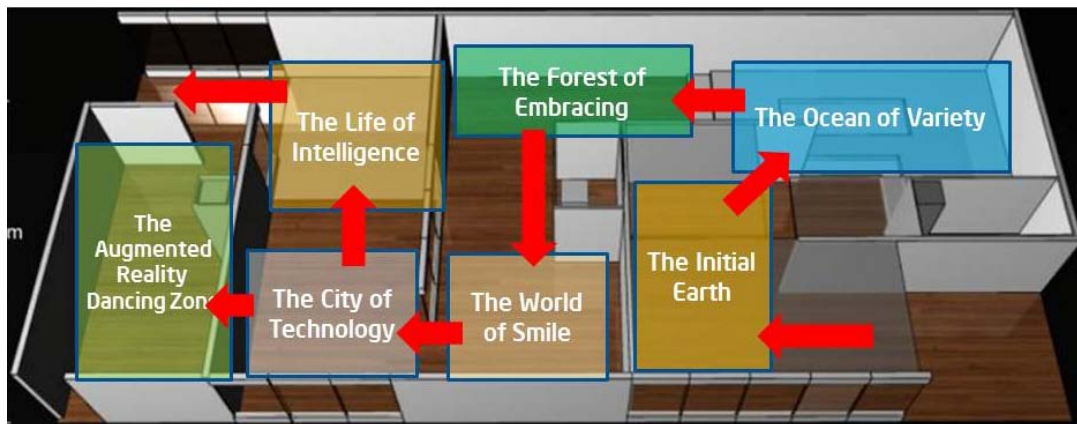 The Forest of
Embracing
The Ocean of Variety
The Life of
Intelligence
The
Augmented
Reality
Dancing Zon
The Initial
Earth
The City of
Technology
The World
of Smile
m